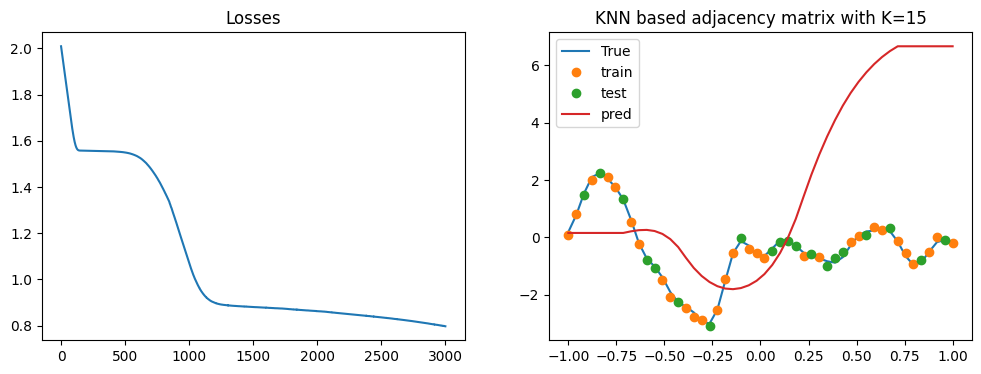 Losses
2.0
1.8
1.6
1.4
1.2
1.0
0.8
0 500 1000 1500 2000 2500 3000
KNN based adjacency matrix with K=15
True
train
test
pred
6
4
2
0
−2
−1.00 −0.75 −0.50 −0.25 0.00 0.25 0.50 0.75 1.00